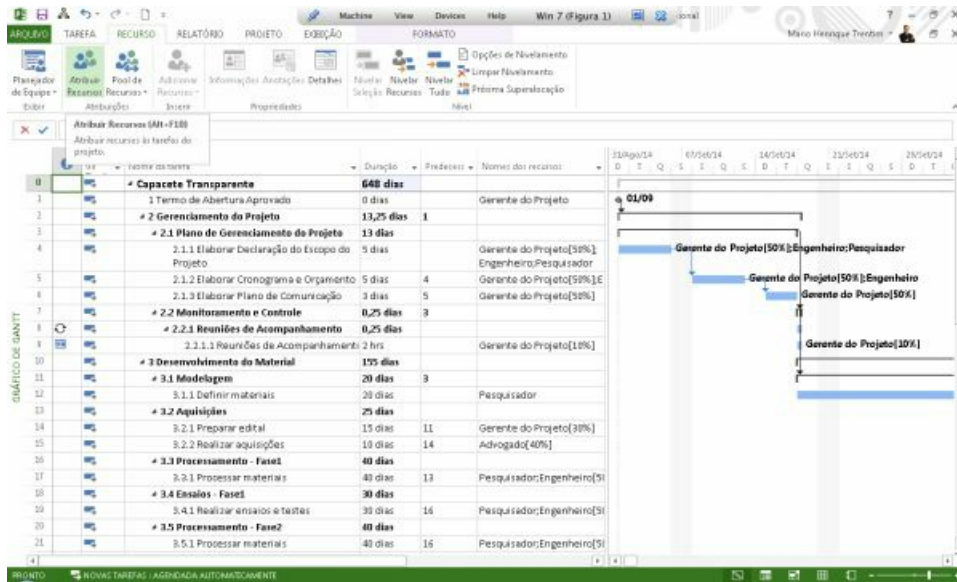 Machine View Devices Help Win 7 (Figura 1)
ARQUIVO TAREFA RECURSO RELATÓRIO PROJETO EXIBIÇÃO FORMATO Mario Henrique Trentim
Planejador de Equipe
Atribuir Recursos
Pool de Recursos
Adicionar Recursos
Informações Anotações Detalhes
Nivelar Seleção
Nivelar Recursos
Nivelar Tudo
Opções de Nivelamento
Limpar Nivelamento
Próxima Superalocação
Exibir Atribuições Inserir Propriedades Nível
Atribuir Recursos (Alt+F10)
Atribuir recursos às tarefas do
projeto.
31/Ago/14 07/Set/14 14/Set/14 21/Set/14 28/Set/14
Nome da tarefa Duração Predecess Nomes dos recursos D T Q S S D T Q S S D T
0 Capacete Transparente 648 dias
1 1 Termo de Abertura Aprovado 0 dias Gerente do Projeto 01/09
2 2 Gerenciamento do Projeto 13,25 dias 1
3 2.1 Plano de Gerenciamento do Projeto 13 dias
4 2.1.1 Elaborar Declaração do Escopo do Projeto 5 dias Gerente do Projeto[50%];Engenheiro;Pesquisador Gerente do Projeto[50%];Engenheiro;Pesquisador
5 2.1.2 Elaborar Cronograma e Orçamento 5 dias 4 Gerente do Projeto[50%];E Gerente do Projeto[50%];Engenheiro
6 2.1.3 Elaborar Plano de Comunicação 3 dias 5 Gerente do Projeto[50%] Gerente do Projeto[50%]
7 2.2 Monitoramento e Controle 0,25 dias 3
8 2.2.1 Reuniões de Acompanhamento 0,25 dias
9 2.2.1.1 Reuniões de Acompanhament 2 hrs Gerente do Projeto[10%] Gerente do Projeto[10%]
10 3 Desenvolvimento do Material 155 dias
11 3.1 Modelagem 20 dias 3
12 3.1.1 Definir materiais 20 dias Pesquisador
13 3.2 Aquisições 25 dias
14 3.2.1 Preparar edital 15 dias 11 Gerente do Projeto[30%]
15 3.2.2 Realizar aquisições 10 dias 14 Advogado[40%]
16 3.3 Processamento - Fase1 40 dias
17 3.3.1 Processar materiais 40 dias 13 Pesquisador;Engenheiro[5
18 3.4 Ensaios - Fase1 30 dias
19 3.4.1 Realizar ensaios e testes 30 dias 16 Pesquisador;Engenheiro[5
20 3.5 Processamento - Fase2 40 dias
21 3.5.1 Processar materiais 40 dias 16 Pesquisador;Engenheiro[5
GRÁFICO DE GANTT
PRONTO NOVAS TAREFAS : AGENDADA AUTOMATICAMENTE